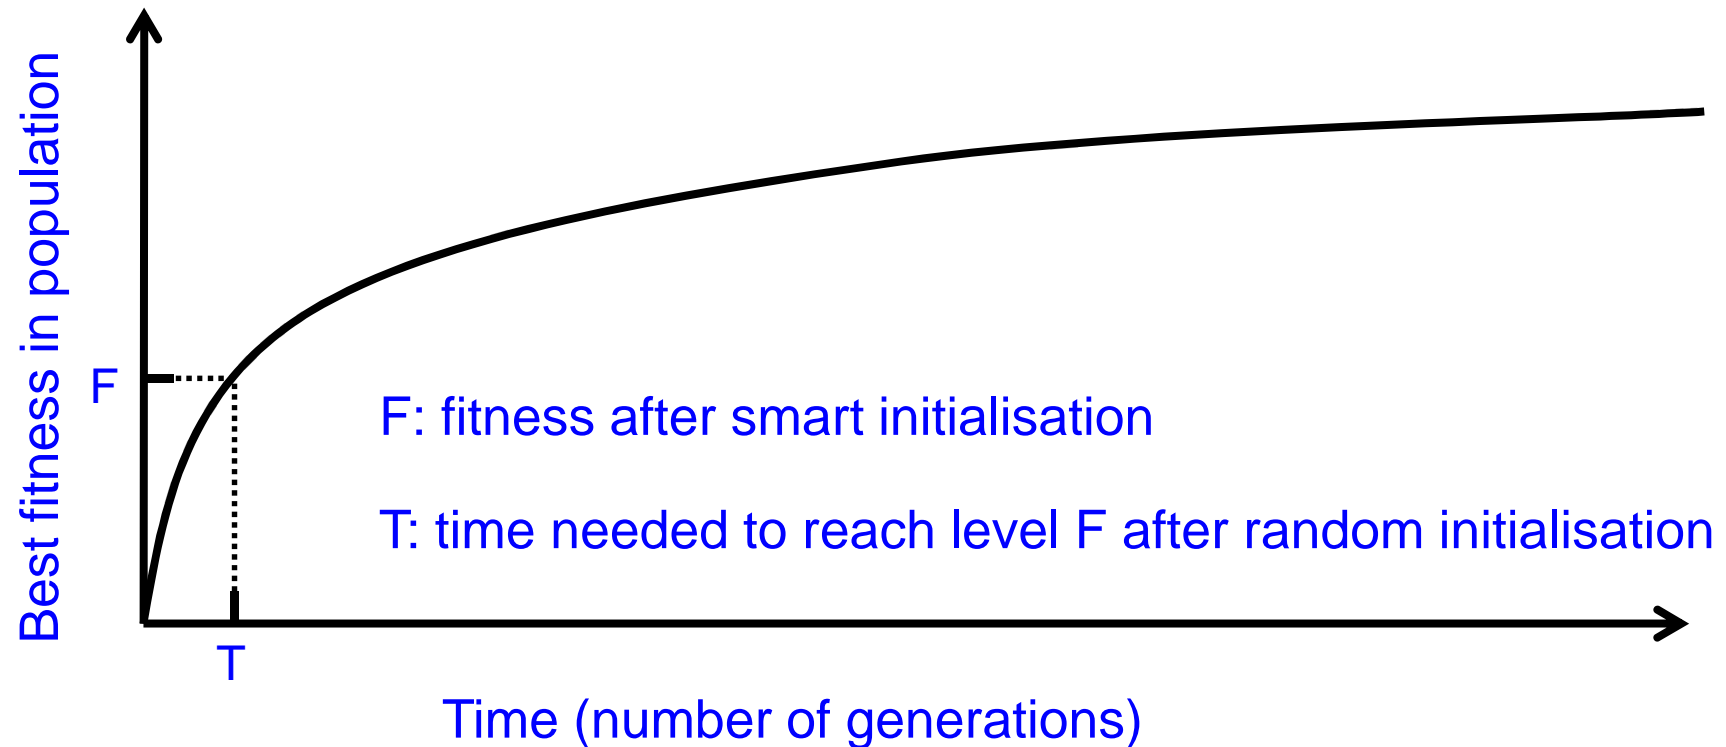 Best fitness in population
F
F: fitness after smart initialisation
T: time needed to reach level F after random initialisation
T
Time (number of generations)